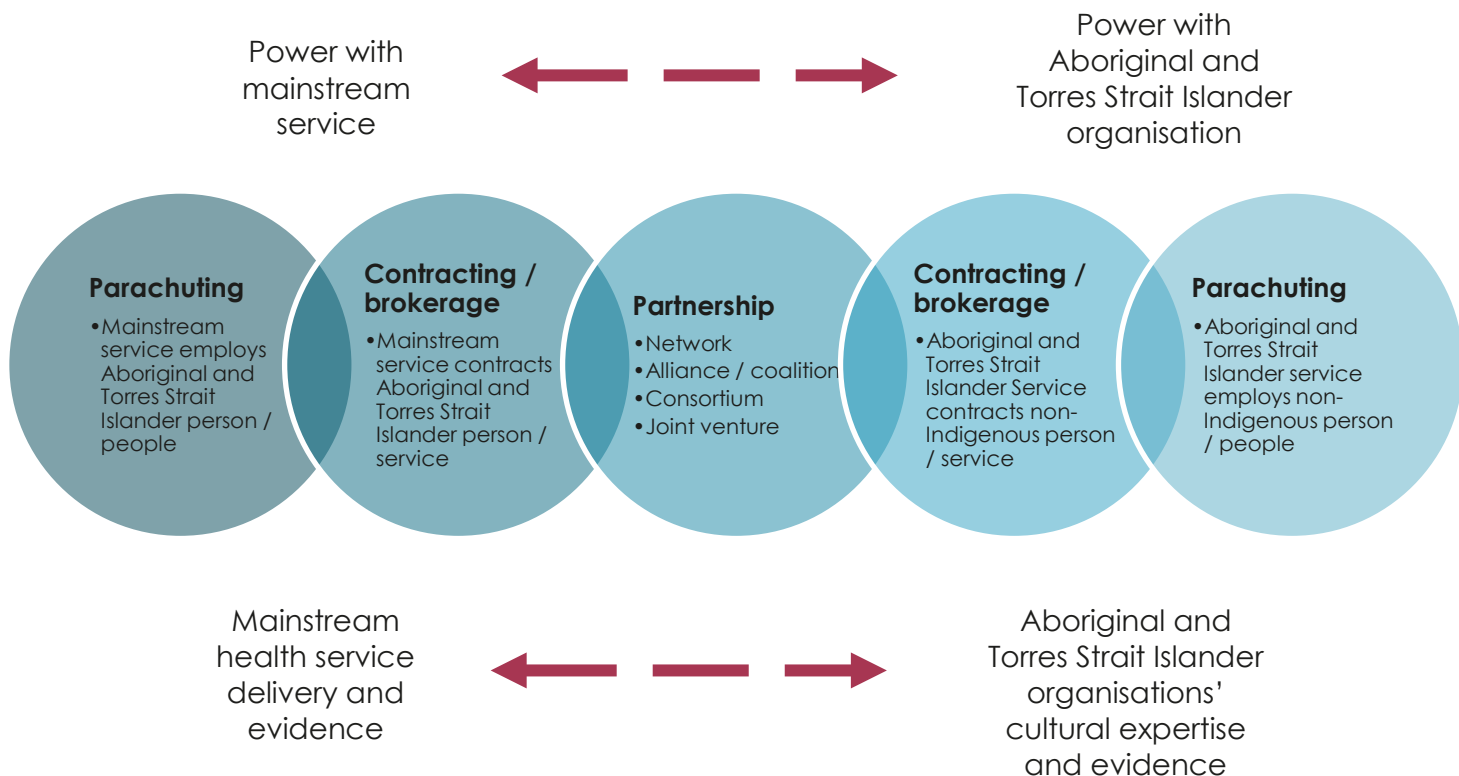 Power with
mainstream
service
Power with
Aboriginal and
Torres Strait Islander
organisation
Parachuting
•Mainstream
service employs
Aboriginal and
Torres Strait
Islander person /
people
Contracting /
brokerage
•Mainstream
service contracts
Aboriginal and
Torres Strait
Islander person /
service
Partnership
•Network
•Alliance / coalition
•Consortium
•Joint venture
Contracting /
brokerage
•Aboriginal and
Torres Strait
Islander Service
contracts non-
Indigenous person
/ service
Parachuting
•Aboriginal and
Torres Strait
Islander service
employs non-
Indigenous person
/ people
Mainstream
health service
delivery and
evidence
Aboriginal and
Torres Strait Islander
organisations’
cultural expertise
and evidence